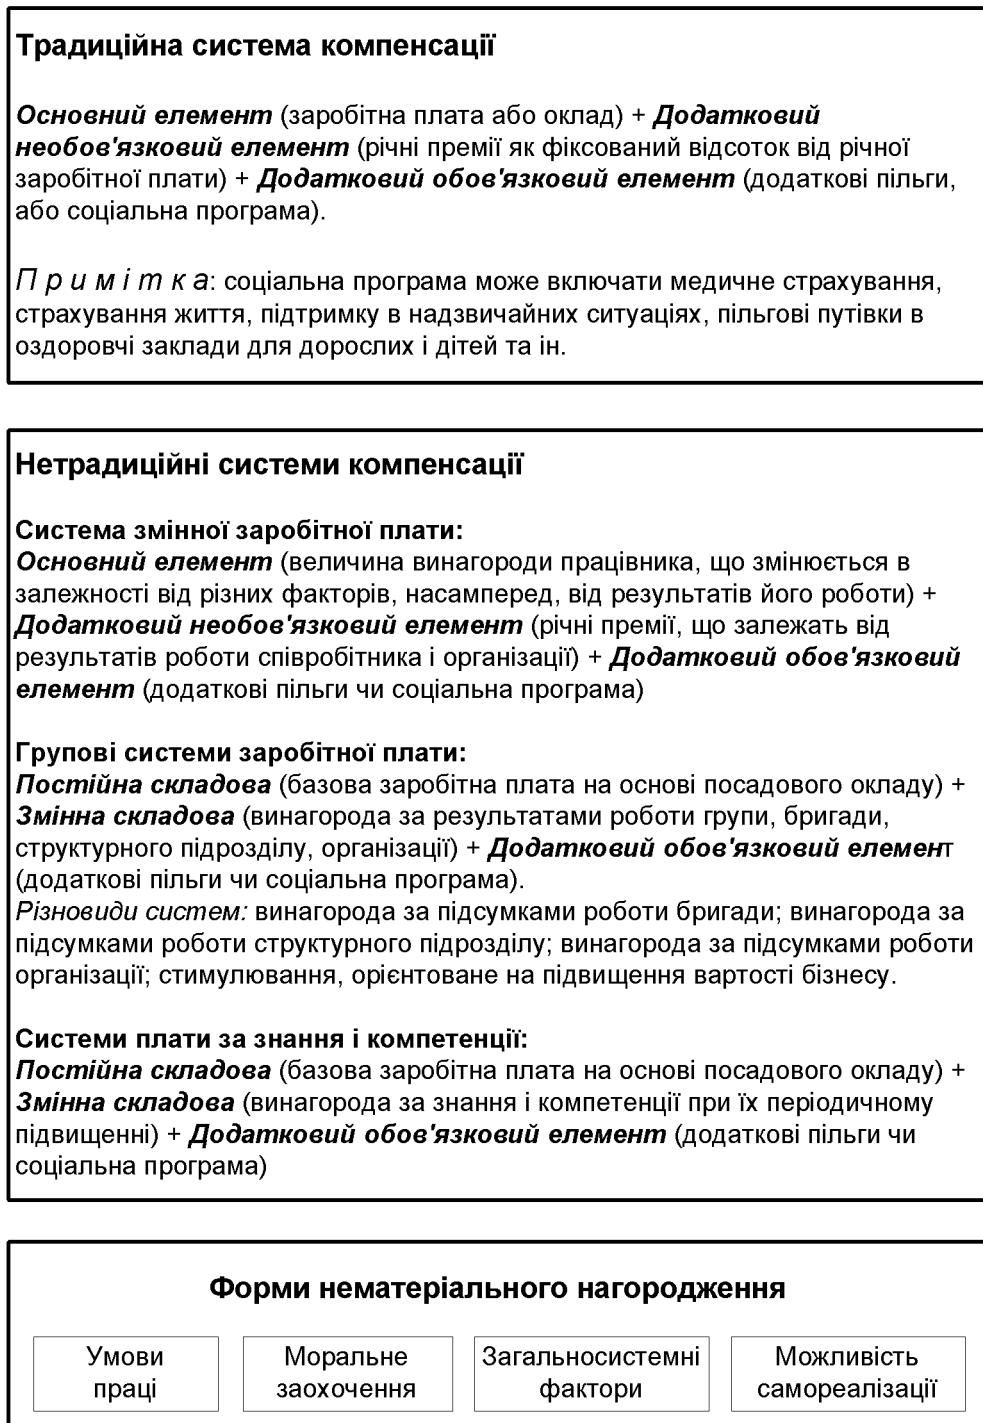 Традиційна система компенсації
Основний елемент (заробітна плата або оклад) + Додатковий
необов'язковий елемент (річні премії як фіксований відсоток від річної
заробітної плати) + Додатковий обов'язковий елемент (додаткові пільги,
або соціальна програма).
П р и м і т к а: соціальна програма може включати медичне страхування,
страхування життя, підтримку в надзвичайних ситуаціях, пільгові путівки в
оздоровчі заклади для дорослих і дітей та ін.
Нетрадиційні системи компенсації
Система змінної заробітної плати:
Основний елемент (величина винагороди працівника, що змінюється в
залежності від різних факторів, насамперед, від результатів його роботи) +
Додатковий необов'язковий елемент (річні премії, що залежать від
результатів роботи співробітника і організації) + Додатковий обов'язковий
елемент (додаткові пільги чи соціальна програма)
Групові системи заробітної плати:
Постійна складова (базова заробітна плата на основі посадового окладу) +
Змінна складова (винагорода за результатами роботи групи, бригади,
структурного підрозділу, організації) + Додатковий обов'язковий елемент
(додаткові пільги чи соціальна програма).
Різновиди систем: винагорода за підсумками роботи бригади; винагорода за
підсумками роботи структурного підрозділу; винагорода за підсумками роботи
організації; стимулювання, орієнтоване на підвищення вартості бізнесу.
Системи плати за знання і компетенції:
Постійна складова (базова заробітна плата на основі посадового окладу) +
Змінна складова (винагорода за знання і компетенції при їх періодичному
підвищенні) + Додатковий обов'язковий елемент (додаткові пільги чи
соціальна програма)
Форми нематеріального нагородження
Умови
праці
Моральне
заохочення
Загальносистемні
фактори
Можливість
самореалізації